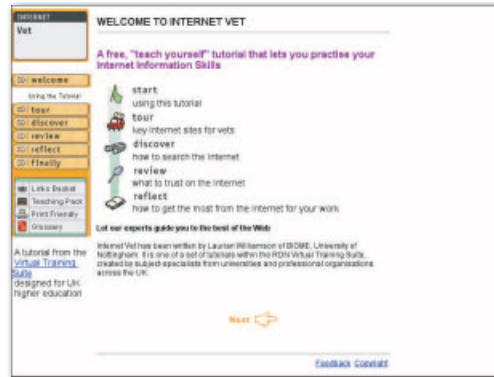 INTERNET
Vet
welcome
Using the Tutorial
tour
discover
review
reflect
finally
Links Basket
Teaching Pack
Print Friendly
Glossary
A tutorial from the
Virtual Training
Suite
designed for UK
higher education
WELCOME TO INTERNET VET
A free, "teach yourself" tutorial that lets you practise your
Internet Information Skills
start
using this tutorial
tour
key Internet sites for vets
discover
how to search the Internet
review
what to trust on the Internet
reflect
how to get the most from the Internet for your work
Let our experts guide you to the best of the Web
Internet Vet has been written by Laurian Williamson of BIOME, University of
Nottingham. It is one of a set of tutorials within the RDN Virtual Training Suite,
created by subject specialists from universities and professional organisations
across the UK.
Next
Feedback Copyright